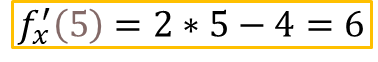 f′ₓ(5) = 2 * 5 − 4 = 6